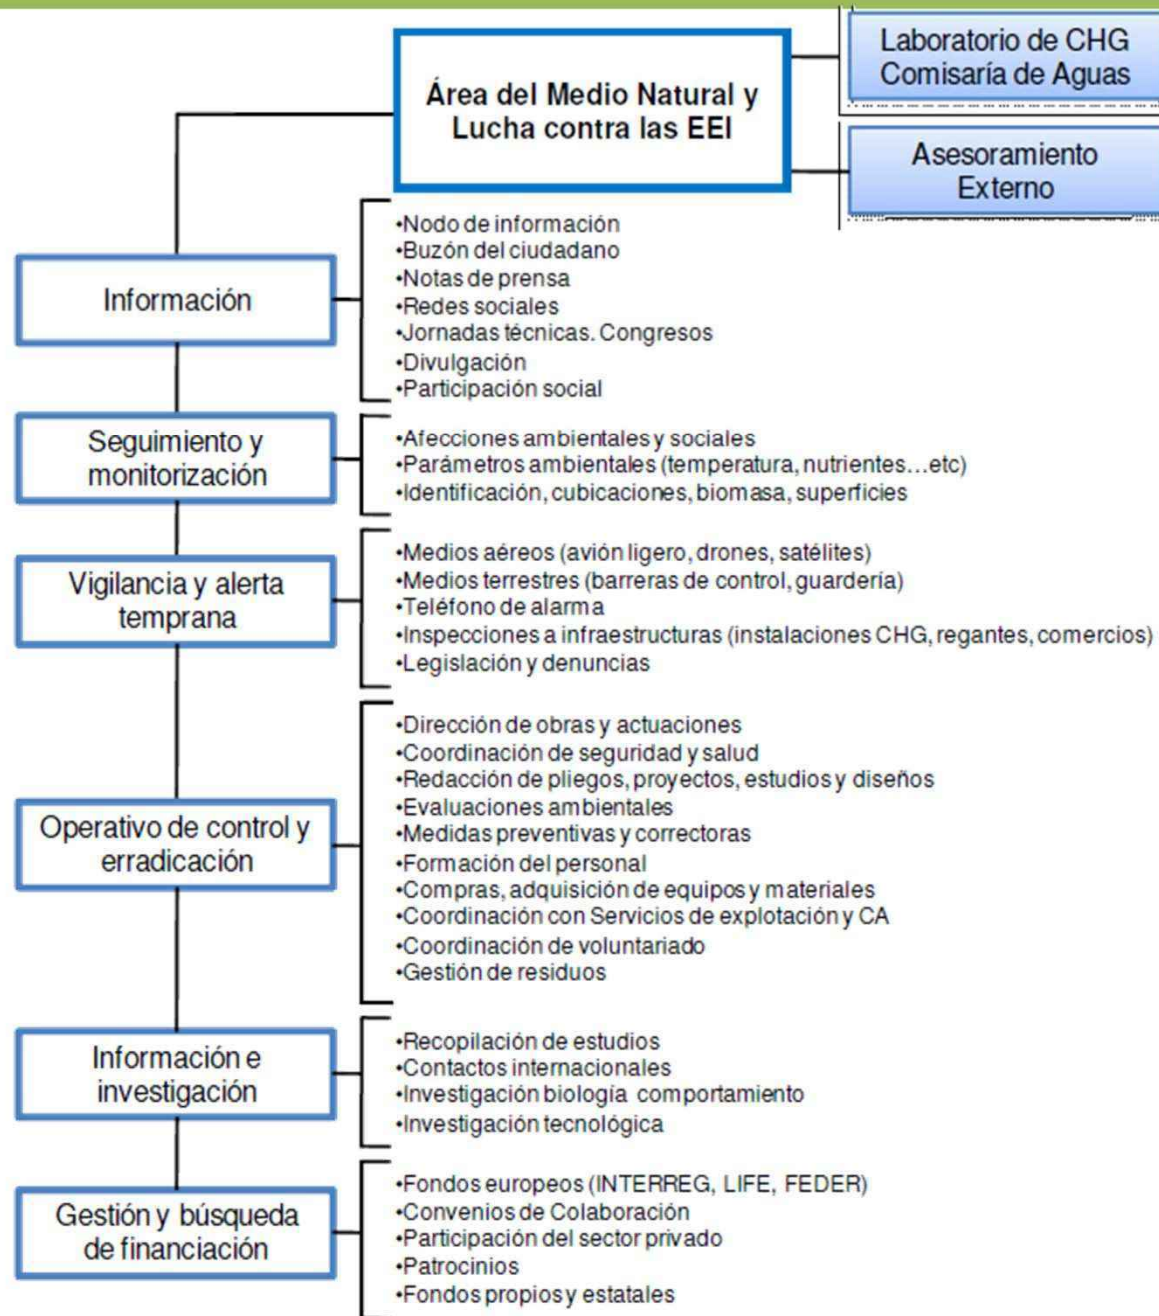 Área del Medio Natural y
Lucha contra las EEI
Laboratorio de CHG
Comisaría de Aguas
Asesoramiento
Externo
Información
•Nodo de información
•Buzón del ciudadano
•Notas de prensa
•Redes sociales
•Jornadas técnicas. Congresos
•Divulgación
•Participación social
Seguimiento y
monitorización
•Afecciones ambientales y sociales
•Parámetros ambientales (temperatura, nutrientes...etc)
•Identificación, cubicaciones, biomasa, superficies
Vigilancia y alerta
temprana
•Medios aéreos (avión ligero, drones, satélites)
•Medios terrestres (barreras de control, guardería)
•Teléfono de alarma
•Inspecciones a infraestructuras (instalaciones CHG, regantes, comercios)
•Legislación y denuncias
Operativo de control y
erradicación
•Dirección de obras y actuaciones
•Coordinación de seguridad y salud
•Redacción de pliegos, proyectos, estudios y diseños
•Evaluaciones ambientales
•Medidas preventivas y correctoras
•Formación del personal
•Compras, adquisición de equipos y materiales
•Coordinación con Servicios de explotación y CA
•Coordinación de voluntariado
•Gestión de residuos
Información e
investigación
•Recopilación de estudios
•Contactos internacionales
•Investigación biología comportamiento
•Investigación tecnológica
Gestión y búsqueda
de financiación
•Fondos europeos (INTERREG, LIFE, FEDER)
•Convenios de Colaboración
•Participación del sector privado
•Patrocinios
•Fondos propios y estatales